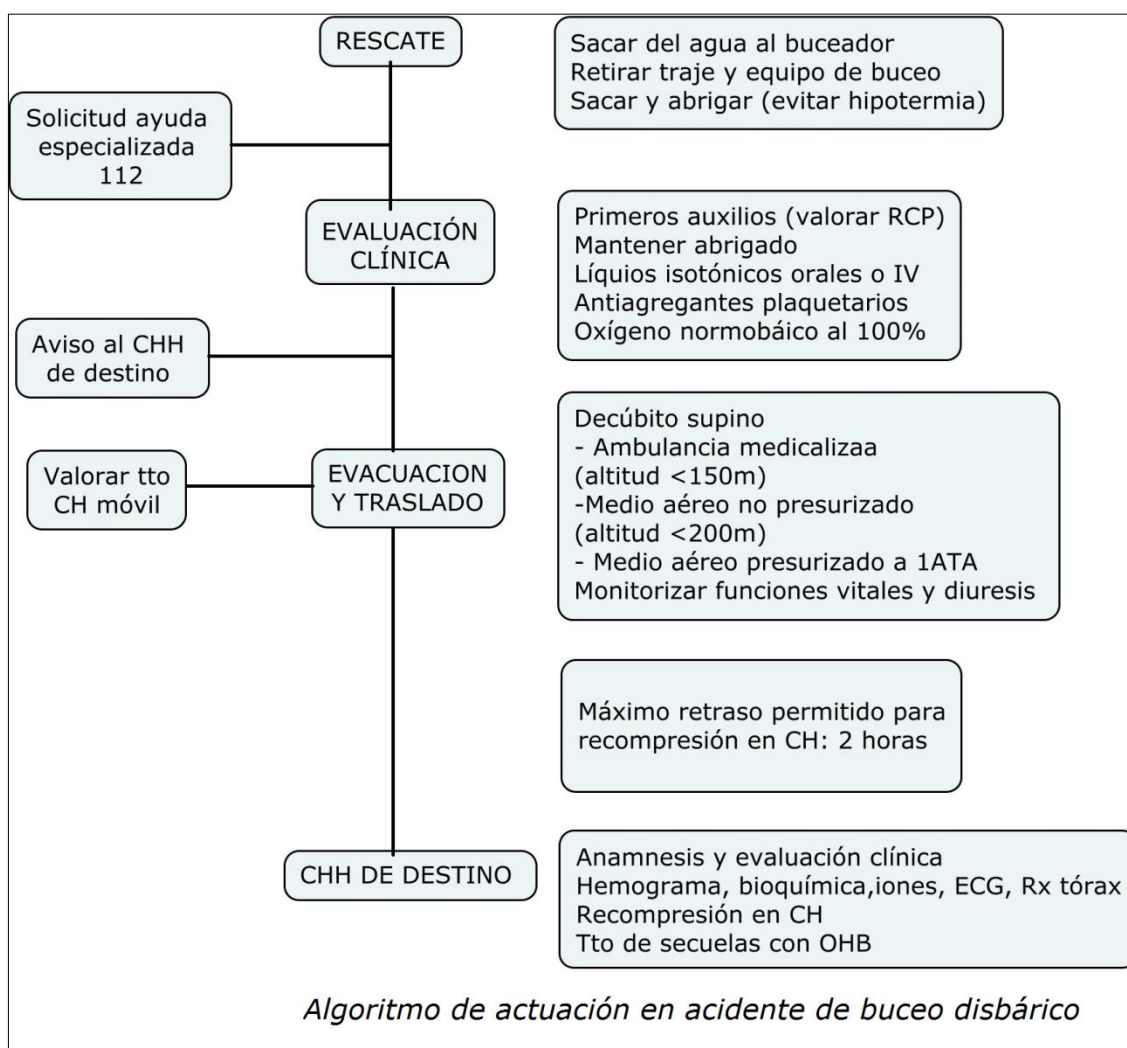 RESCATE
Sacar del agua al buceador
Retirar traje y equipo de buceo
Sacar y abrigar (evitar hipotermia)
Solicitud ayuda
especializada
112
EVALUACIÓN
CLÍNICA
Primeros auxilios (valorar RCP)
Mantener abrigado
Líquios isotónicos orales o IV
Antiagregantes plaquetarios
Oxígeno normobáico al 100%
Aviso al CHH
de destino
Valorar tto
CH móvil
EVACUACION
Y TRASLADO
Decúbito supino
- Ambulancia medicalizaa
(altitud <150m)
-Medio aéreo no presurizado
(altitud <200m)
- Medio aéreo presurizado a 1ATA
Monitorizar funciones vitales y diuresis
Máximo retraso permitido para
recompresión en CH: 2 horas
CHH DE DESTINO
Anamnesis y evaluación clínica
Hemograma, bioquímica,iones, ECG, Rx tórax
Recompresión en CH
Tto de secuelas con OHB
Algoritmo de actuación en acidente de buceo disbárico